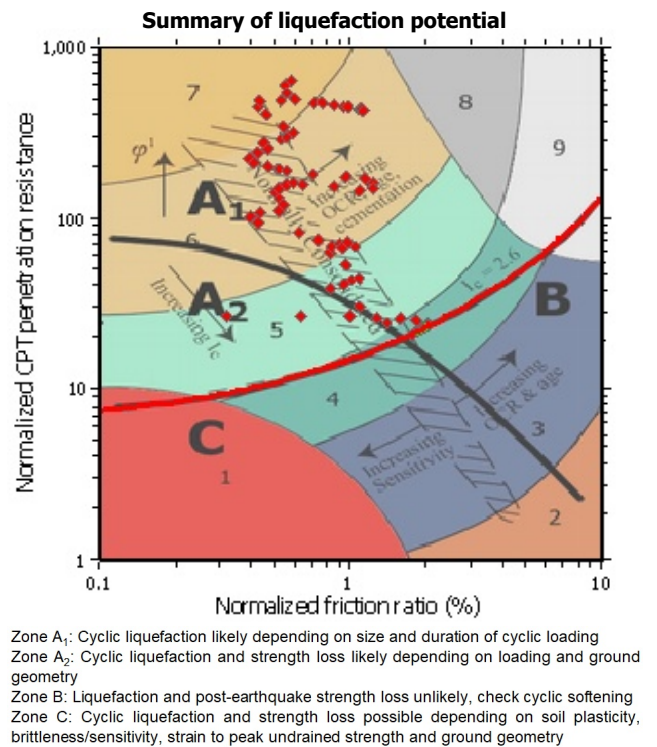 Summary of liquefaction potential
Normalized CPT penetration resistance
1,000
100
10
1
0.1
1
10
Normalized friction ratio (%)
7
8
9
φ'
A1
Increasing
OCR, age,
cementation
Normally Consolidated
6
A2
Increasing Ic
5
Ic = 2.6
B
4
C
1
Increasing
OCR & age
3
Increasing
Sensitivity
2
Zone A1: Cyclic liquefaction likely depending on size and duration of cyclic loading
Zone A2: Cyclic liquefaction and strength loss likely depending on loading and ground
geometry
Zone B: Liquefaction and post-earthquake strength loss unlikely, check cyclic softening
Zone C: Cyclic liquefaction and strength loss possible depending on soil plasticity,
brittleness/sensitivity, strain to peak undrained strength and ground geometry